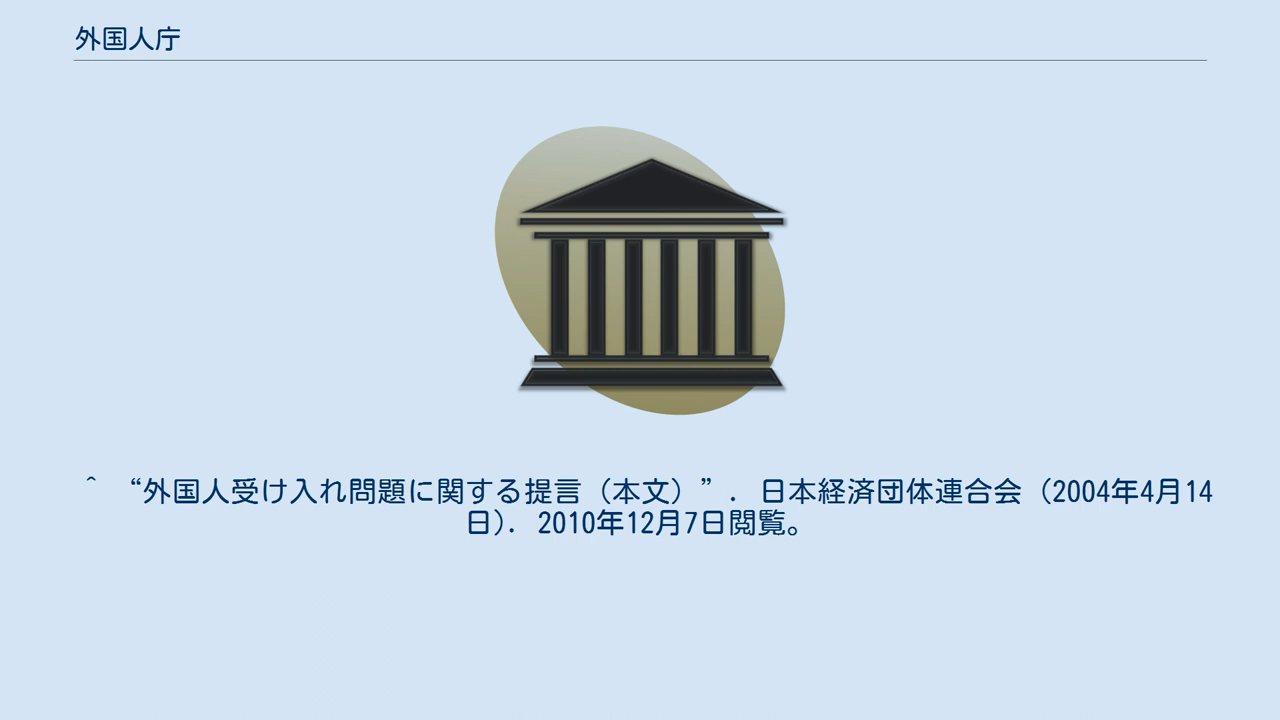 外国人庁
^ “外国人受け入れ問題に関する提言（本文）”. 日本経済団体連合会 (2004年4月14
日). 2010年12月7日閲覧。